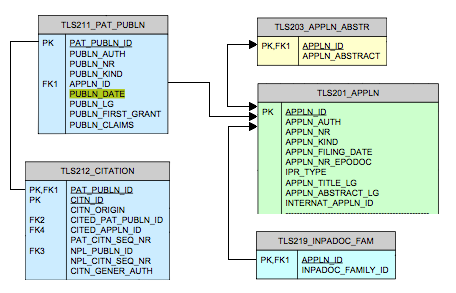 TLS211_PAT_PUBLN
PK PAT_PUBLN_ID
PUBLN_AUTH
PUBLN_NR
PUBLN_KIND
FK1 APPLN_ID
PUBLN_DATE
PUBLN_LG
PUBLN_FIRST_GRANT
PUBLN_CLAIMS
TLS212_CITATION
PK,FK1 PAT_PUBLN_ID
PK CITN_ID
CITN_ORIGIN
FK2 CITED_PAT_PUBLN_ID
FK4 CITED_APPLN_ID
PAT_CITN_SEQ_NR
FK3 NPL_PUBLN_ID
NPL_CITN_SEQ_NR
CITN_GENER_AUTH
TLS203_APPLN_ABSTR
PK,FK1 APPLN_ID
APPLN_ABSTRACT
TLS201_APPLN
PK APPLN_ID
APPLN_AUTH
APPLN_NR
APPLN_KIND
APPLN_FILING_DATE
APPLN_NR_EPODOC
IPR_TYPE
APPLN_TITLE_LG
APPLN_ABSTRACT_LG
INTERNAT_APPLN_ID
TLS219_INPADOC_FAM
PK,FK1 APPLN_ID
INPADOC_FAMILY_ID